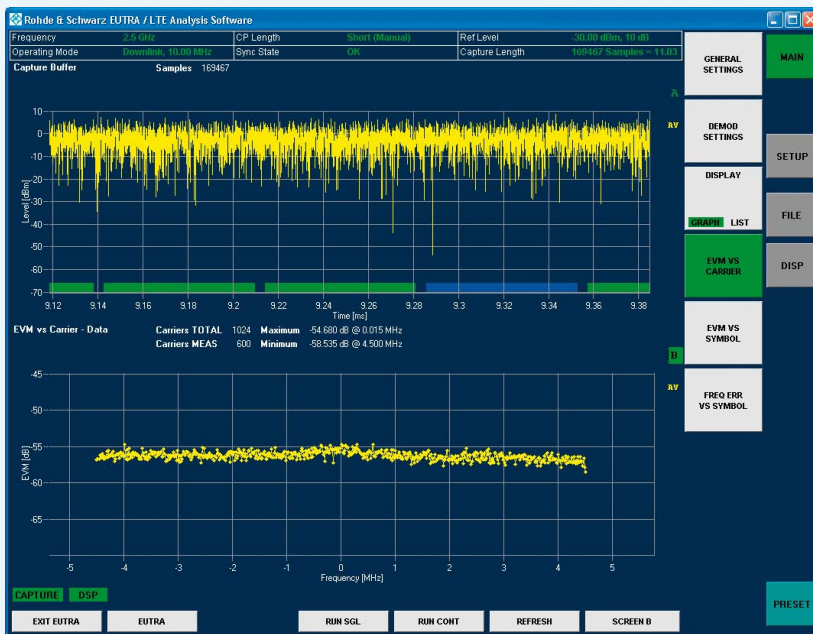 Rohde & Schwarz EUTRA / LTE Analysis Software
Frequency 2.5 GHz CP Length Short (Manual) Ref Level -30.00 dBm, 10 dB
Operating Mode Downlink, 10.00 MHz Sync State OK Capture Length 169467 Samples = 11.03
Capture Buffer Samples 169467
A
AV
Level [dBm]
10
0
-10
-20
-30
-40
-50
-60
-70
9.12 9.14 9.16 9.18 9.2 9.22 9.24 9.26 9.28 9.3 9.32 9.34 9.36 9.38
Time [ms]
EVM vs Carrier - Data Carriers TOTAL 1024 Maximum -54.680 dB @ 0.015 MHz
Carriers MEAS 600 Minimum -58.535 dB @ 4.500 MHz
B
AV
EVM [dB]
-45
-50
-55
-60
-65
-5 -4 -3 -2 -1 0 1 2 3 4 5
Frequency [MHz]
CAPTURE DSP
EXIT EUTRA EUTRA RUN SGL RUN CONT REFRESH SCREEN B
GENERAL
SETTINGS
DEMOD
SETTINGS
DISPLAY
GRAPH LIST
EVM VS
CARRIER
EVM VS
SYMBOL
FREQ ERR
VS SYMBOL
MAIN
SETUP
FILE
DISP
PRESET